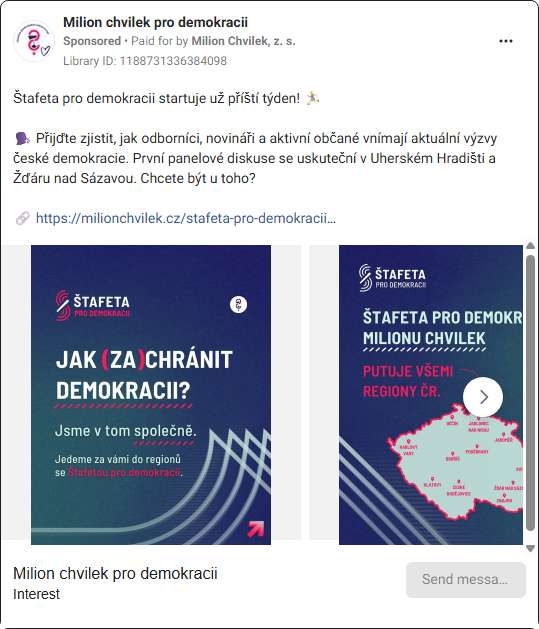 Milion chvilek pro demokracii
Sponsored • Paid for by Milion Chvilek, z. s.
Library ID: 1188731336384098
Štafeta pro demokracii startuje už příští týden!
Přijďte zjistit, jak odborníci, novináři a aktivní občané vnímají aktuální výzvy
české demokracie. První panelové diskuse se uskuteční v Uherském Hradišti a
Žďáru nad Sázavou. Chcete být u toho?
https://milionchvilek.cz/stafeta-pro-demokracii...
ŠTAFETA
PRO DEMOKRACII
JAK (ZA)CHRÁNIT
DEMOKRACII?
Jsme v tom společně.
Jedeme za vámi do regionů
se Štafetou pro demokracii.
ŠTAFETA
PRO DEMOKRACII
ŠTAFETA PRO DEMOKR
MILIONU CHVILEK
PUTUJE VŠEMI
REGIONY ČR.
DĚČÍN
JABLONEC
NAD NISOU
JAROMĚŘ
KARLOVY
VARY
PODĚBRADY
DOBŘÍŠ
KLATOVY
ČESKÉ
BUDĚJOVICE
ŽĎÁR NAD SÁZ
ZNOJMO
Milion chvilek pro demokracii
Interest
Send messa...